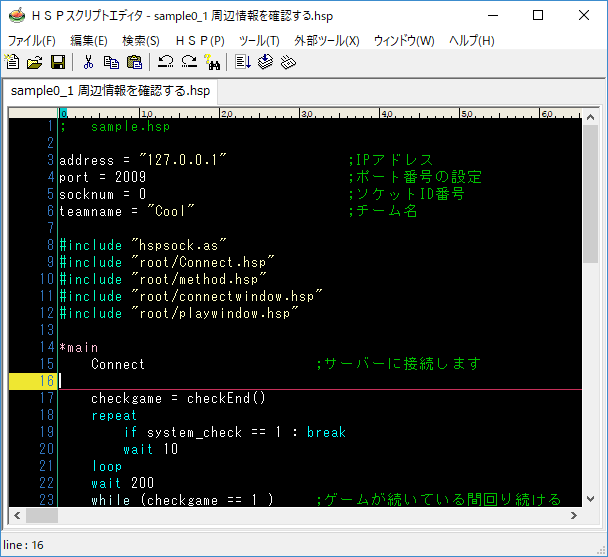 ＨＳＰスクリプトエディタ - sample0_1 周辺情報を確認する.hsp
ファイル(F) 編集(E) 検索(S) ＨＳＰ(P) ツール(T) 外部ツール(X) ウィンドウ(W) ヘルプ(H)
sample0_1 周辺情報を確認する.hsp
0 10 20 30 40 50 60
1 ; sample.hsp
2
3 address = "127.0.0.1" ;IPアドレス
4 port = 2009 ;ポート番号の設定
5 socknum = 0 ;ソケットID番号
6 teamname = "Cool" ;チーム名
7
8 #include "hspsock.as"
9 #include "root/Connect.hsp"
10 #include "root/method.hsp"
11 #include "root/connectwindow.hsp"
12 #include "root/playwindow.hsp"
13
14 *main
15 Connect ;サーバーに接続します
16
17 checkgame = checkEnd()
18 repeat
19 if system_check == 1 : break
20 wait 10
21 loop
22 wait 200
23 while (checkgame == 1 ) ;ゲームが続いている間回り続ける
line : 16